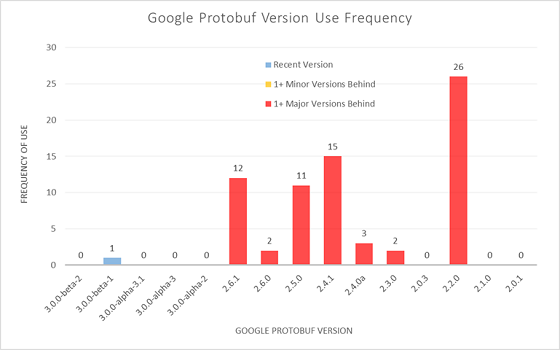 Google Protobuf Version Use Frequency
30
25
20
15
10
5
0
FREQUENCY OF USE
Recent Version
1+ Minor Versions Behind
1+ Major Versions Behind
0
1
0
0
0
12
2
11
15
3
2
0
26
0
0
3.0.0-beta-2
3.0.0-beta-1
3.0.0-alpha-3.1
3.0.0-alpha-3
3.0.0-alpha-2
2.6.1
2.6.0
2.5.0
2.4.1
2.4.0a
2.3.0
2.0.3
2.2.0
2.1.0
2.0.1
GOOGLE PROTOBUF VERSION